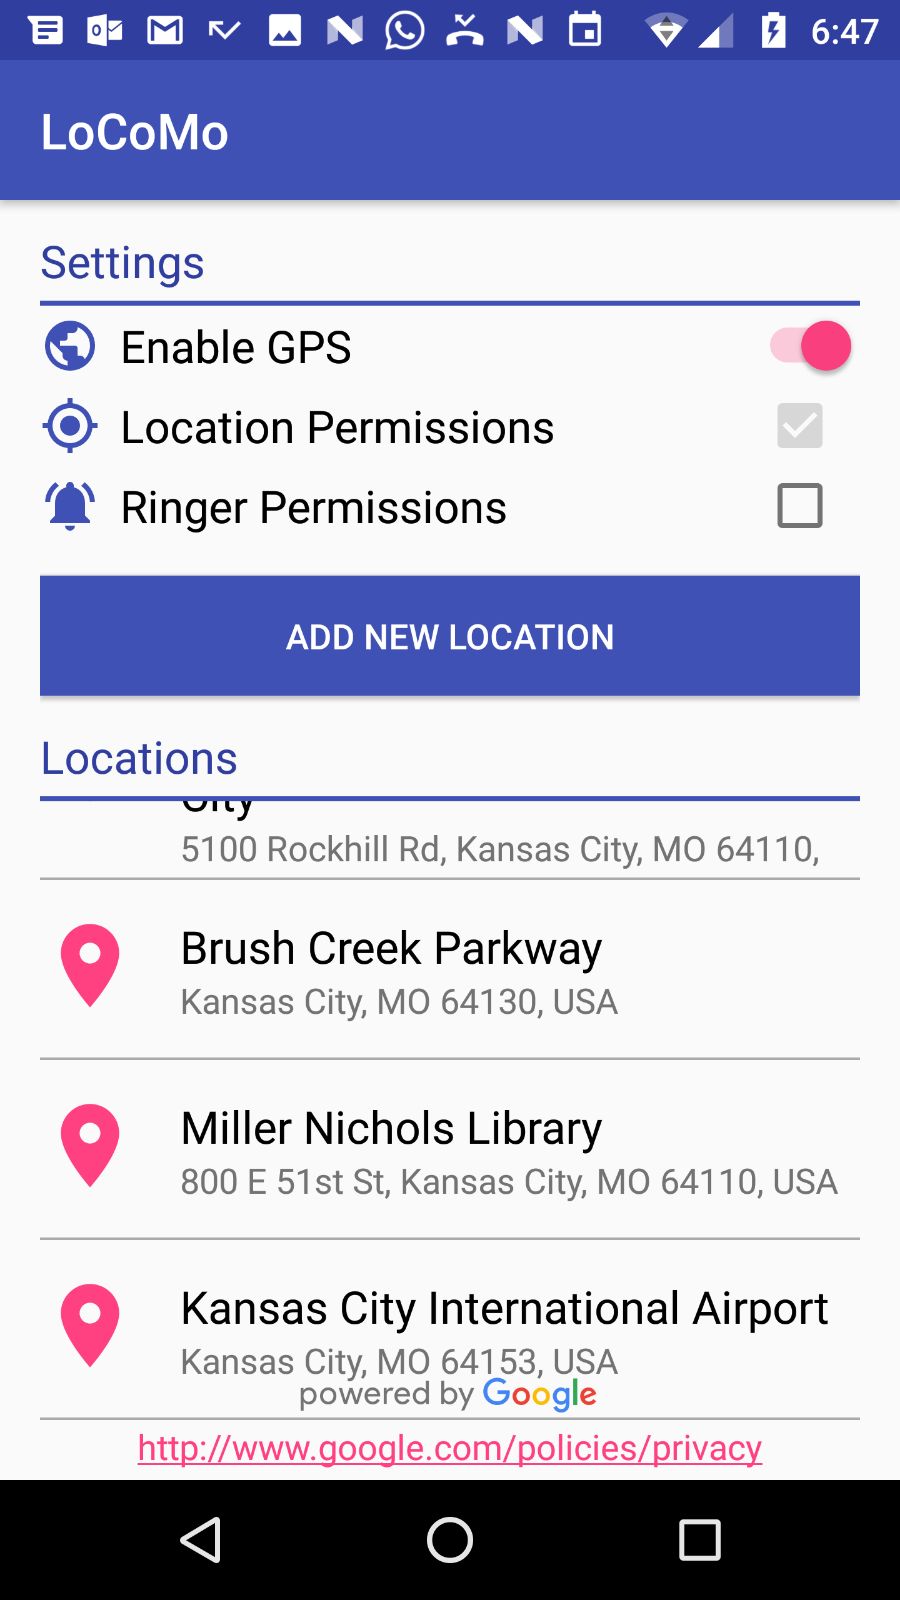 6:47
LoCoMo
Settings
Enable GPS
Location Permissions
Ringer Permissions
ADD NEW LOCATION
Locations
City
5100 Rockhill Rd, Kansas City, MO 64110,
Brush Creek Parkway
Kansas City, MO 64130, USA
Miller Nichols Library
800 E 51st St, Kansas City, MO 64110, USA
Kansas City International Airport
Kansas City, MO 64153, USA
powered by Google
http://www.google.com/policies/privacy